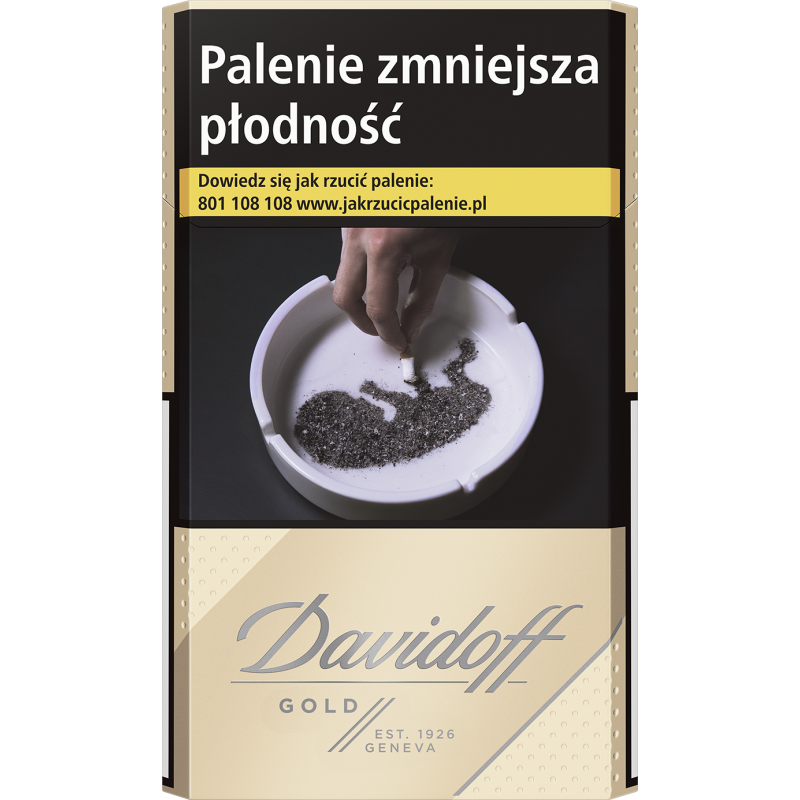 Palenie zmniejsza
płodność
Dowiedz się jak rzucić palenie:
801 108 108 www.jakrzucicpalenie.pl
Davidoff
GOLD
EST. 1926
GENEVA